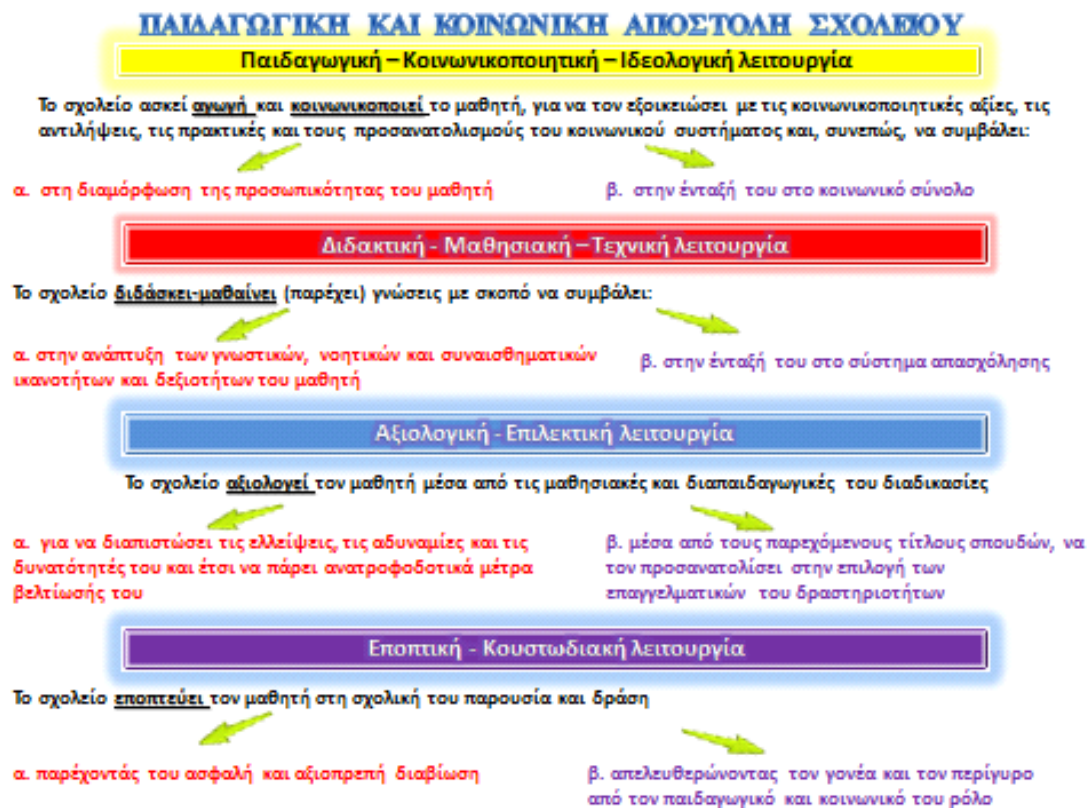 ΠΑΙΔΑΓΩΓΙΚΗ ΚΑΙ ΚΟΙΝΩΝΙΚΗ ΑΠΟΣΤΟΛΗ ΣΧΟΛΕΙΟΥ
Παιδαγωγική – Κοινωνικοποιητική – Ιδεολογική λειτουργία
Το σχολείο ασκεί αγωγή και κοινωνικοποιεί το μαθητή, για να τον εξοικειώσει με τις κοινωνικοποιητικές αξίες, τις
αντιλήψεις, τις πρακτικές και τους προσανατολισμούς του κοινωνικού συστήματος και, συνεπώς, να συμβάλει:
α. στη διαμόρφωση της προσωπικότητας του μαθητή
β. στην ένταξή του στο κοινωνικό σύνολο
Διδακτική - Μαθησιακή – Τεχνική λειτουργία
Το σχολείο διδάσκει-μαθαίνει (παρέχει) γνώσεις με σκοπό να συμβάλει:
α. στην ανάπτυξη των γνωστικών, νοητικών και συναισθηματικών
ικανοτήτων και δεξιοτήτων του μαθητή
β. στην ένταξή του στο σύστημα απασχόλησης
Αξιολογική - Επιλεκτική λειτουργία
Το σχολείο αξιολογεί τον μαθητή μέσα από τις μαθησιακές και διαπαιδαγωγικές του διαδικασίες
α. για να διαπιστώσει τις ελλείψεις, τις αδυναμίες και τις
δυνατότητές του και έτσι να πάρει ανατροφοδοτικά μέτρα
βελτίωσής του
β. μέσα από τους παρεχόμενους τίτλους σπουδών, να
τον προσανατολίσει στην επιλογή των
επαγγελματικών του δραστηριοτήτων
Εποπτική - Κουστωδιακή λειτουργία
Το σχολείο εποπτεύει τον μαθητή στη σχολική του παρουσία και δράση
α. παρέχοντάς του ασφαλή και αξιοπρεπή διαβίωση
β. απελευθερώνοντας τον γονέα και τον περίγυρο
από τον παιδαγωγικό και κοινωνικό του ρόλο